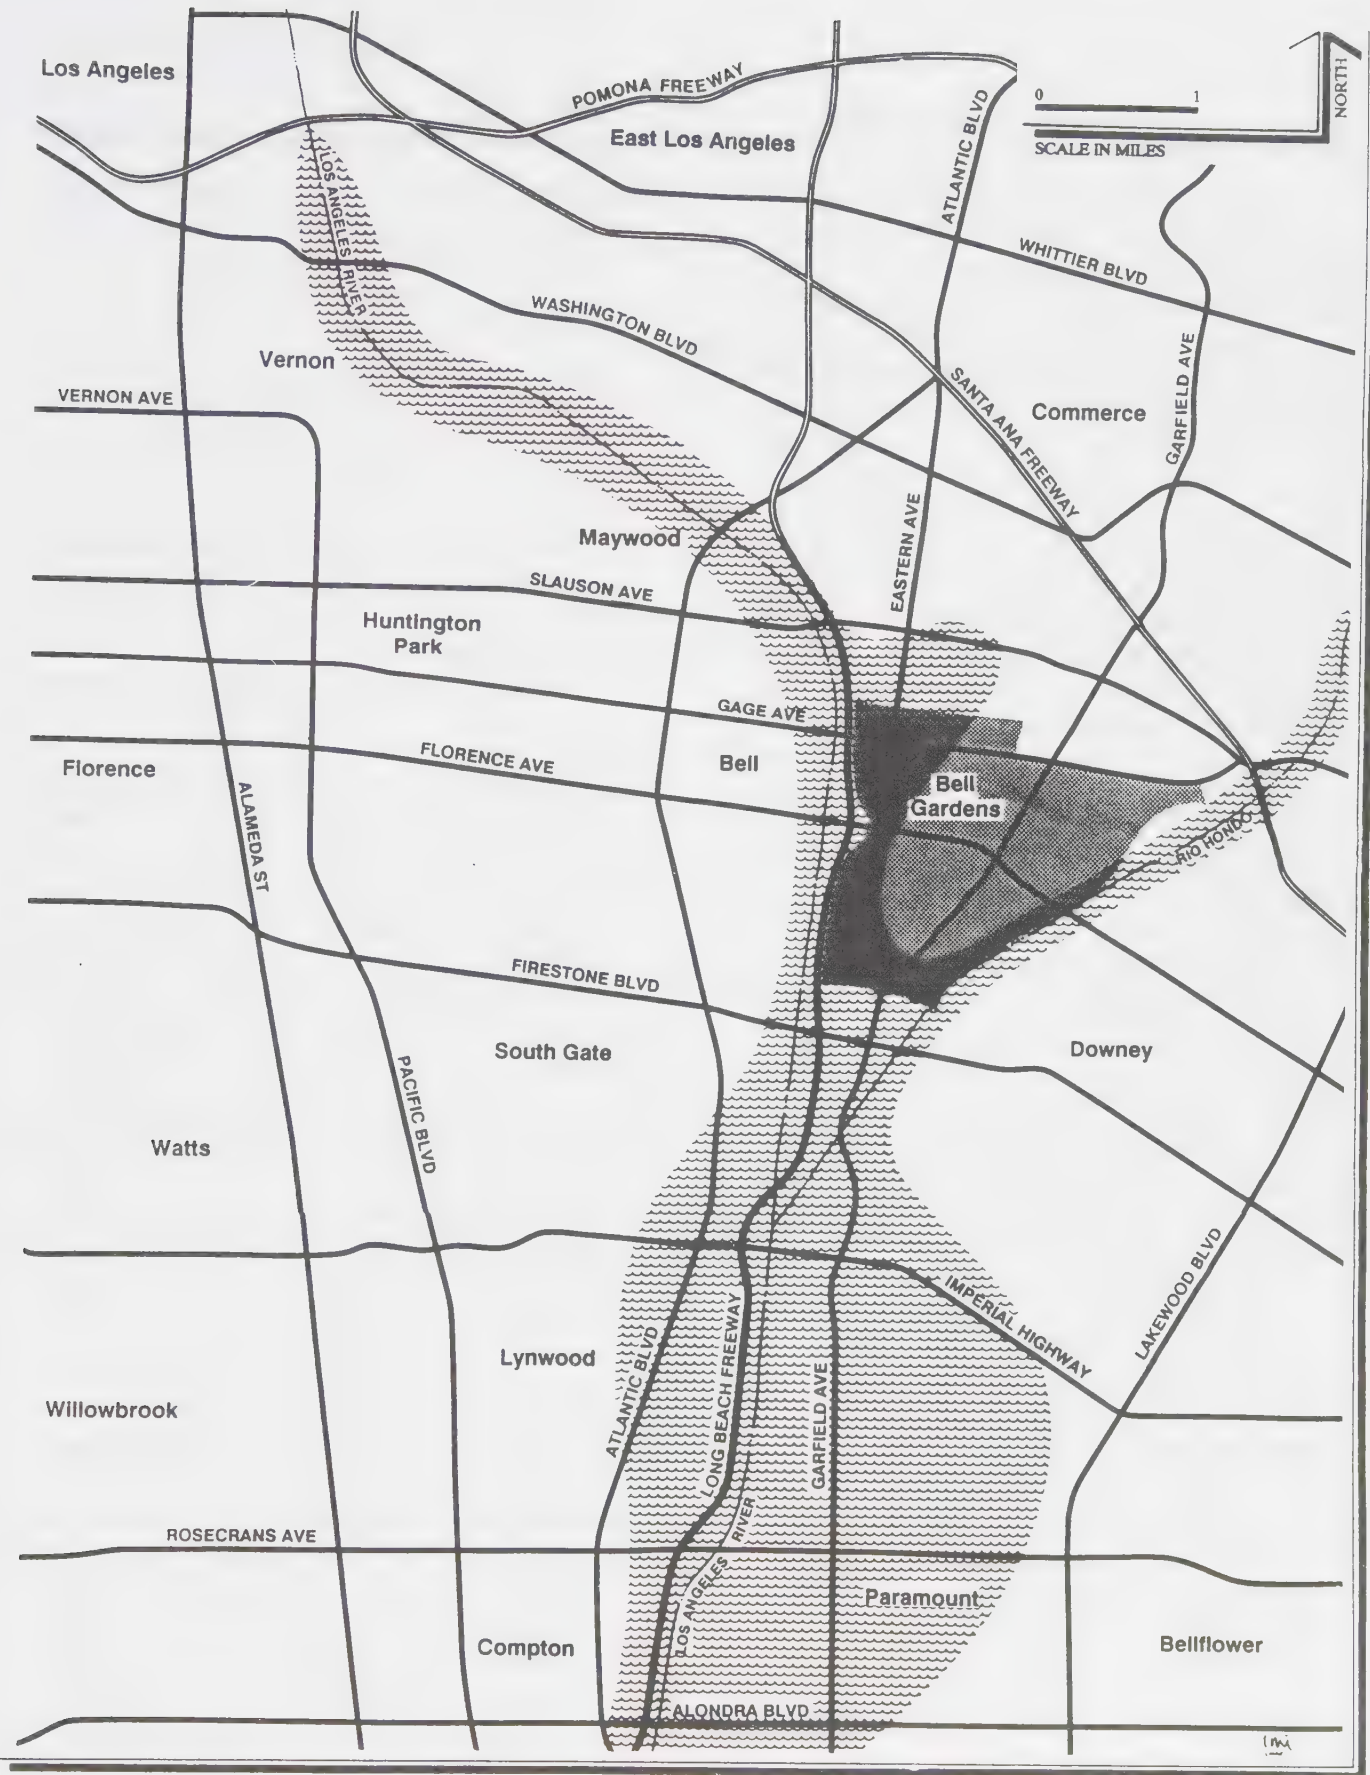 Los Angeles
POMONA FREEWAY
East Los Angeles
ATLANTIC BLVD
0 1
SCALE IN MILES
NORTH
LOS ANGELES RIVER
WHITTIER BLVD
WASHINGTON BLVD
Vernon
VERNON AVE
SANTA ANA FREEWAY
Commerce
GARFIELD AVE
Maywood
EASTERN AVE
SLAUSON AVE
Huntington
Park
GAGE AVE
FLORENCE AVE
Bell
Florence
Bell
Gardens
ALAMEDA ST
RIO HONDO
FIRESTONE BLVD
South Gate
Downey
PACIFIC BLVD
Watts
IMPERIAL HIGHWAY
LAKEWOOD BLVD
Lynwood
ATLANTIC BLVD
LONG BEACH FREEWAY
GARFIELD AVE
Willowbrook
ROSECRANS AVE
LOS ANGELES RIVER
Paramount
Compton
Bellflower
ALONDRA BLVD
1mi